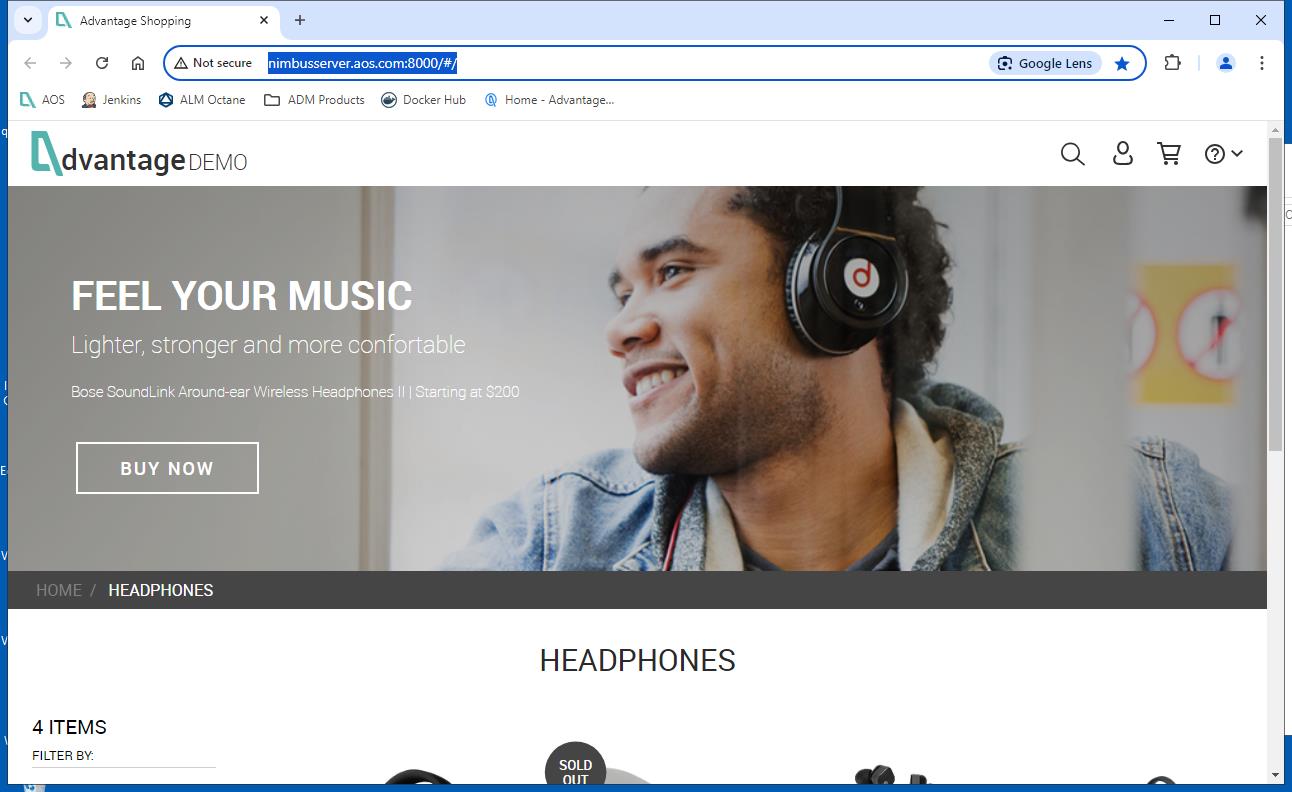 Advantage Shopping
Not secure
nimbusserver.aos.com:8000/#/
Google Lens
AOS
Jenkins
ALM Octane
ADM Products
Docker Hub
Home - Advantage...
dvantage DEMO
FEEL YOUR MUSIC
Lighter, stronger and more confortable
Bose SoundLink Around-ear Wireless Headphones II | Starting at $200
BUY NOW
HOME / HEADPHONES
HEADPHONES
4 ITEMS
FILTER BY:
SOLD
OUT